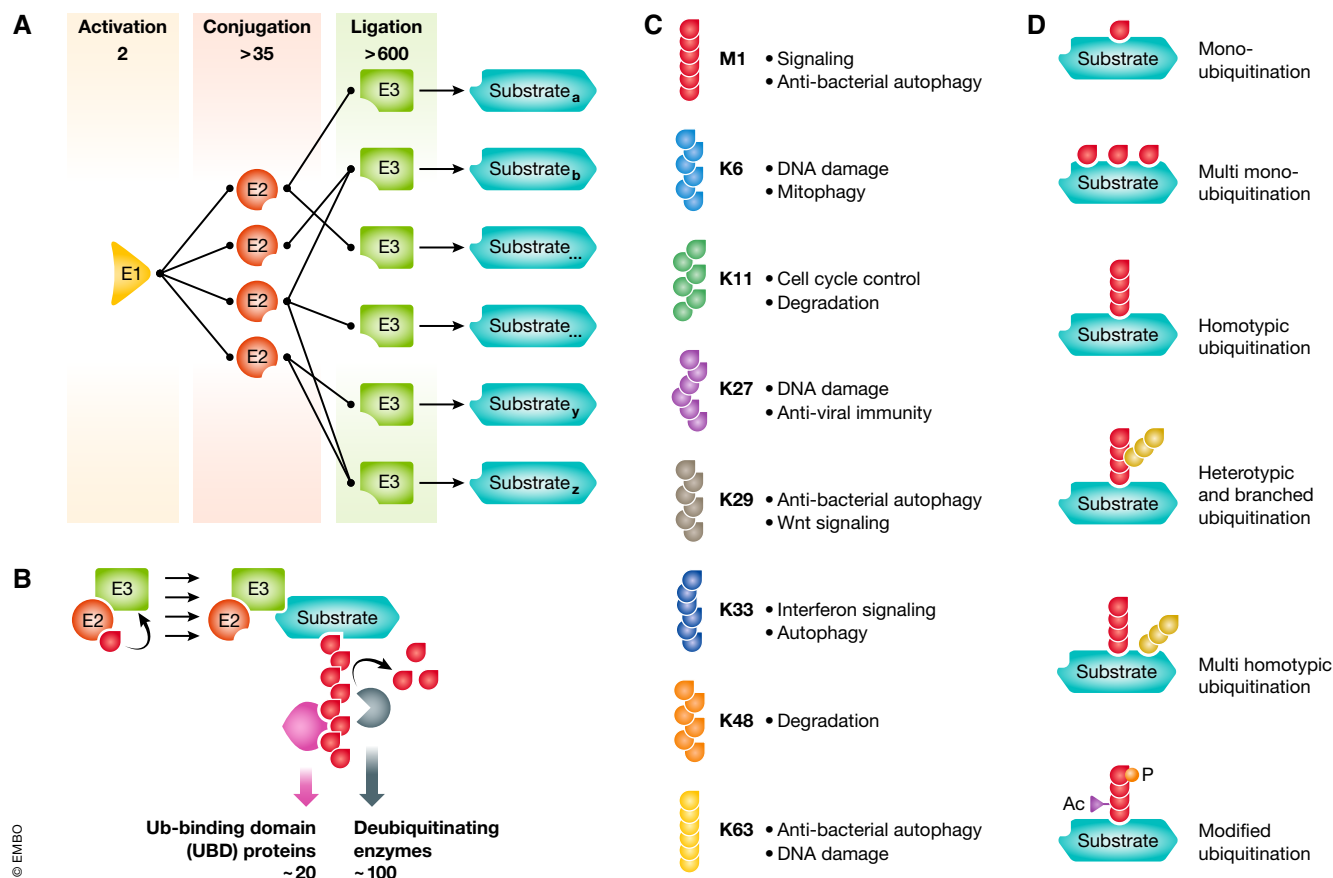 A
Activation
2
Conjugation
>35
Ligation
>600
E1
E2
E2
E2
E2
E3
E3
E3
E3
E3
E3
Substrate a
Substrate b
Substrate ...
Substrate ...
Substrate y
Substrate z
B
E3
E2
E3
E2
Substrate
Ub-binding domain
(UBD) proteins
~20
Deubiquitinating
enzymes
~100
© EMBO
C
M1 • Signaling
• Anti-bacterial autophagy
K6 • DNA damage
• Mitophagy
K11 • Cell cycle control
• Degradation
K27 • DNA damage
• Anti-viral immunity
K29 • Anti-bacterial autophagy
• Wnt signaling
K33 • Interferon signaling
• Autophagy
K48 • Degradation
K63 • Anti-bacterial autophagy
• DNA damage
D
Substrate
Mono-
ubiquitination
Substrate
Multi mono-
ubiquitination
Substrate
Homotypic
ubiquitination
Substrate
Heterotypic
and branched
ubiquitination
Substrate
Multi homotypic
ubiquitination
P
Ac
Substrate
Modified
ubiquitination